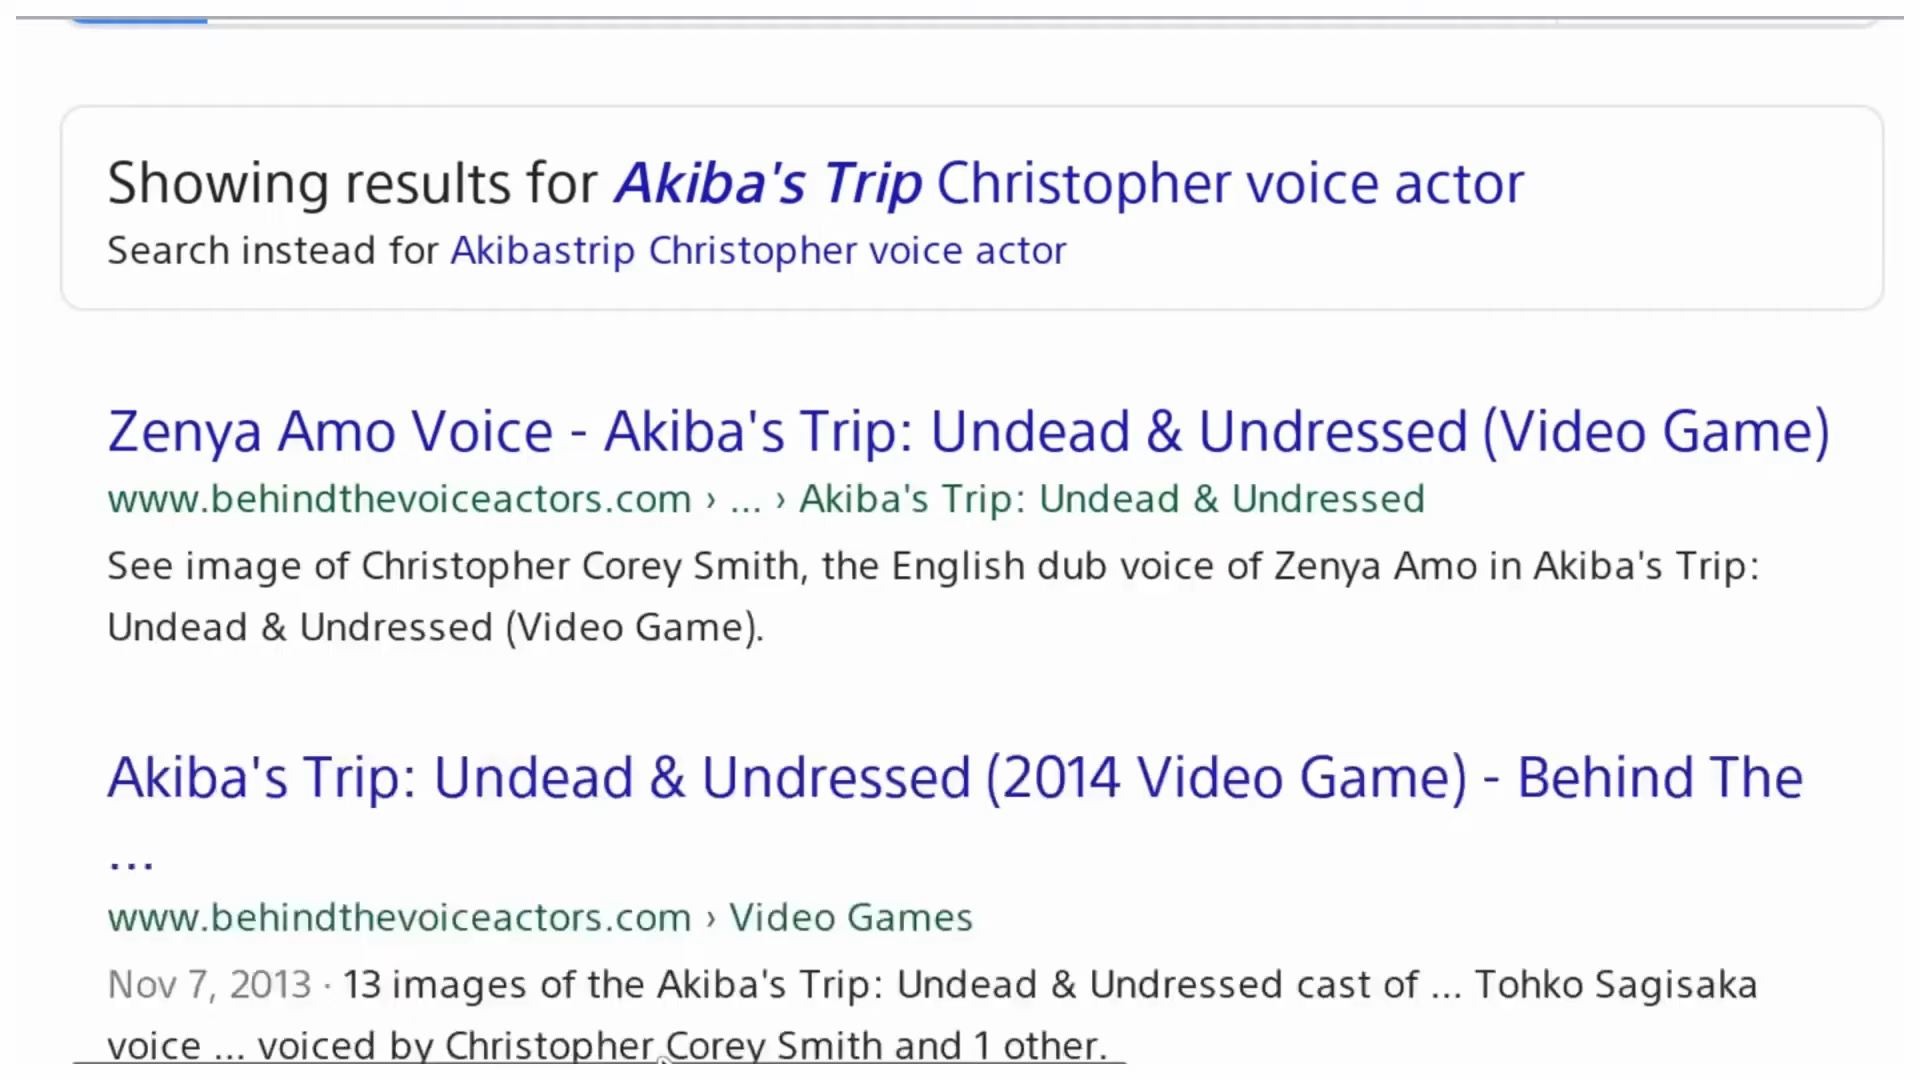 Showing results for Akiba's Trip Christopher voice actor
Search instead for Akibastrip Christopher voice actor
Zenya Amo Voice - Akiba's Trip: Undead & Undressed (Video Game)
www.behindthevoiceactors.com › ... › Akiba's Trip: Undead & Undressed
See image of Christopher Corey Smith, the English dub voice of Zenya Amo in Akiba's Trip:
Undead & Undressed (Video Game).
Akiba's Trip: Undead & Undressed (2014 Video Game) - Behind The
...
www.behindthevoiceactors.com › Video Games
Nov 7, 2013 · 13 images of the Akiba's Trip: Undead & Undressed cast of ... Tohko Sagisaka
voice ... voiced by Christopher Corey Smith and 1 other.